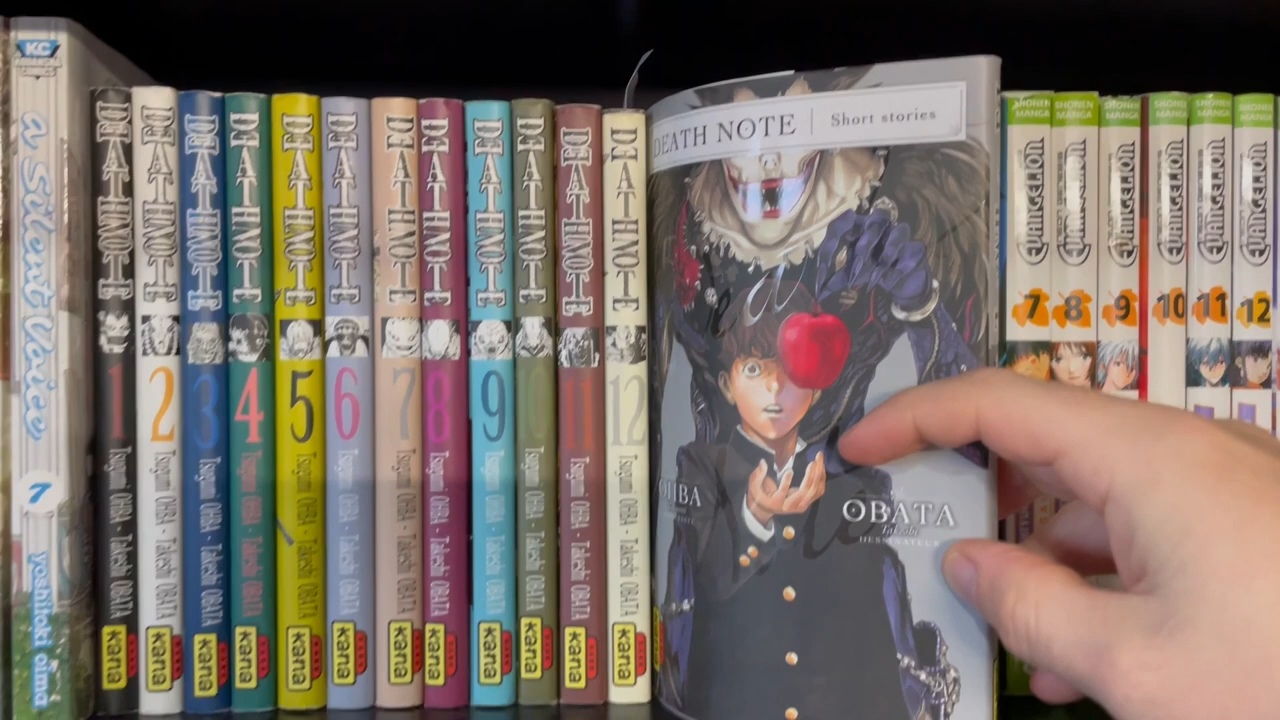 KC
a Silent Voice
7
yoshitoki oima
DEATH NOTE
1
Tsugumi OHBA - Takeshi OBATA
kana
DEATH NOTE
2
Tsugumi OHBA - Takeshi OBATA
kana
DEATH NOTE
3
Tsugumi OHBA - Takeshi OBATA
kana
DEATH NOTE
4
Tsugumi OHBA - Takeshi OBATA
kana
DEATH NOTE
5
Tsugumi OHBA - Takeshi OBATA
kana
DEATH NOTE
6
Tsugumi OHBA - Takeshi OBATA
kana
DEATH NOTE
7
Tsugumi OHBA - Takeshi OBATA
kana
DEATH NOTE
8
Tsugumi OHBA - Takeshi OBATA
kana
DEATH NOTE
9
Tsugumi OHBA - Takeshi OBATA
kana
DEATH NOTE
10
Tsugumi OHBA - Takeshi OBATA
kana
DEATH NOTE
11
Tsugumi OHBA - Takeshi OBATA
kana
DEATH NOTE
12
Tsugumi OHBA - Takeshi OBATA
kana
DEATH NOTE | Short stories
OHBA
OBATA
Takeshi
DESSINATEUR
SHONEN MANGA
EVANGELION
7
SHONEN MANGA
EVANGELION
8
SHONEN MANGA
EVANGELION
9
SHONEN MANGA
EVANGELION
10
SHONEN MANGA
EVANGELION
11
SHONEN MANGA
EVANGELION
12